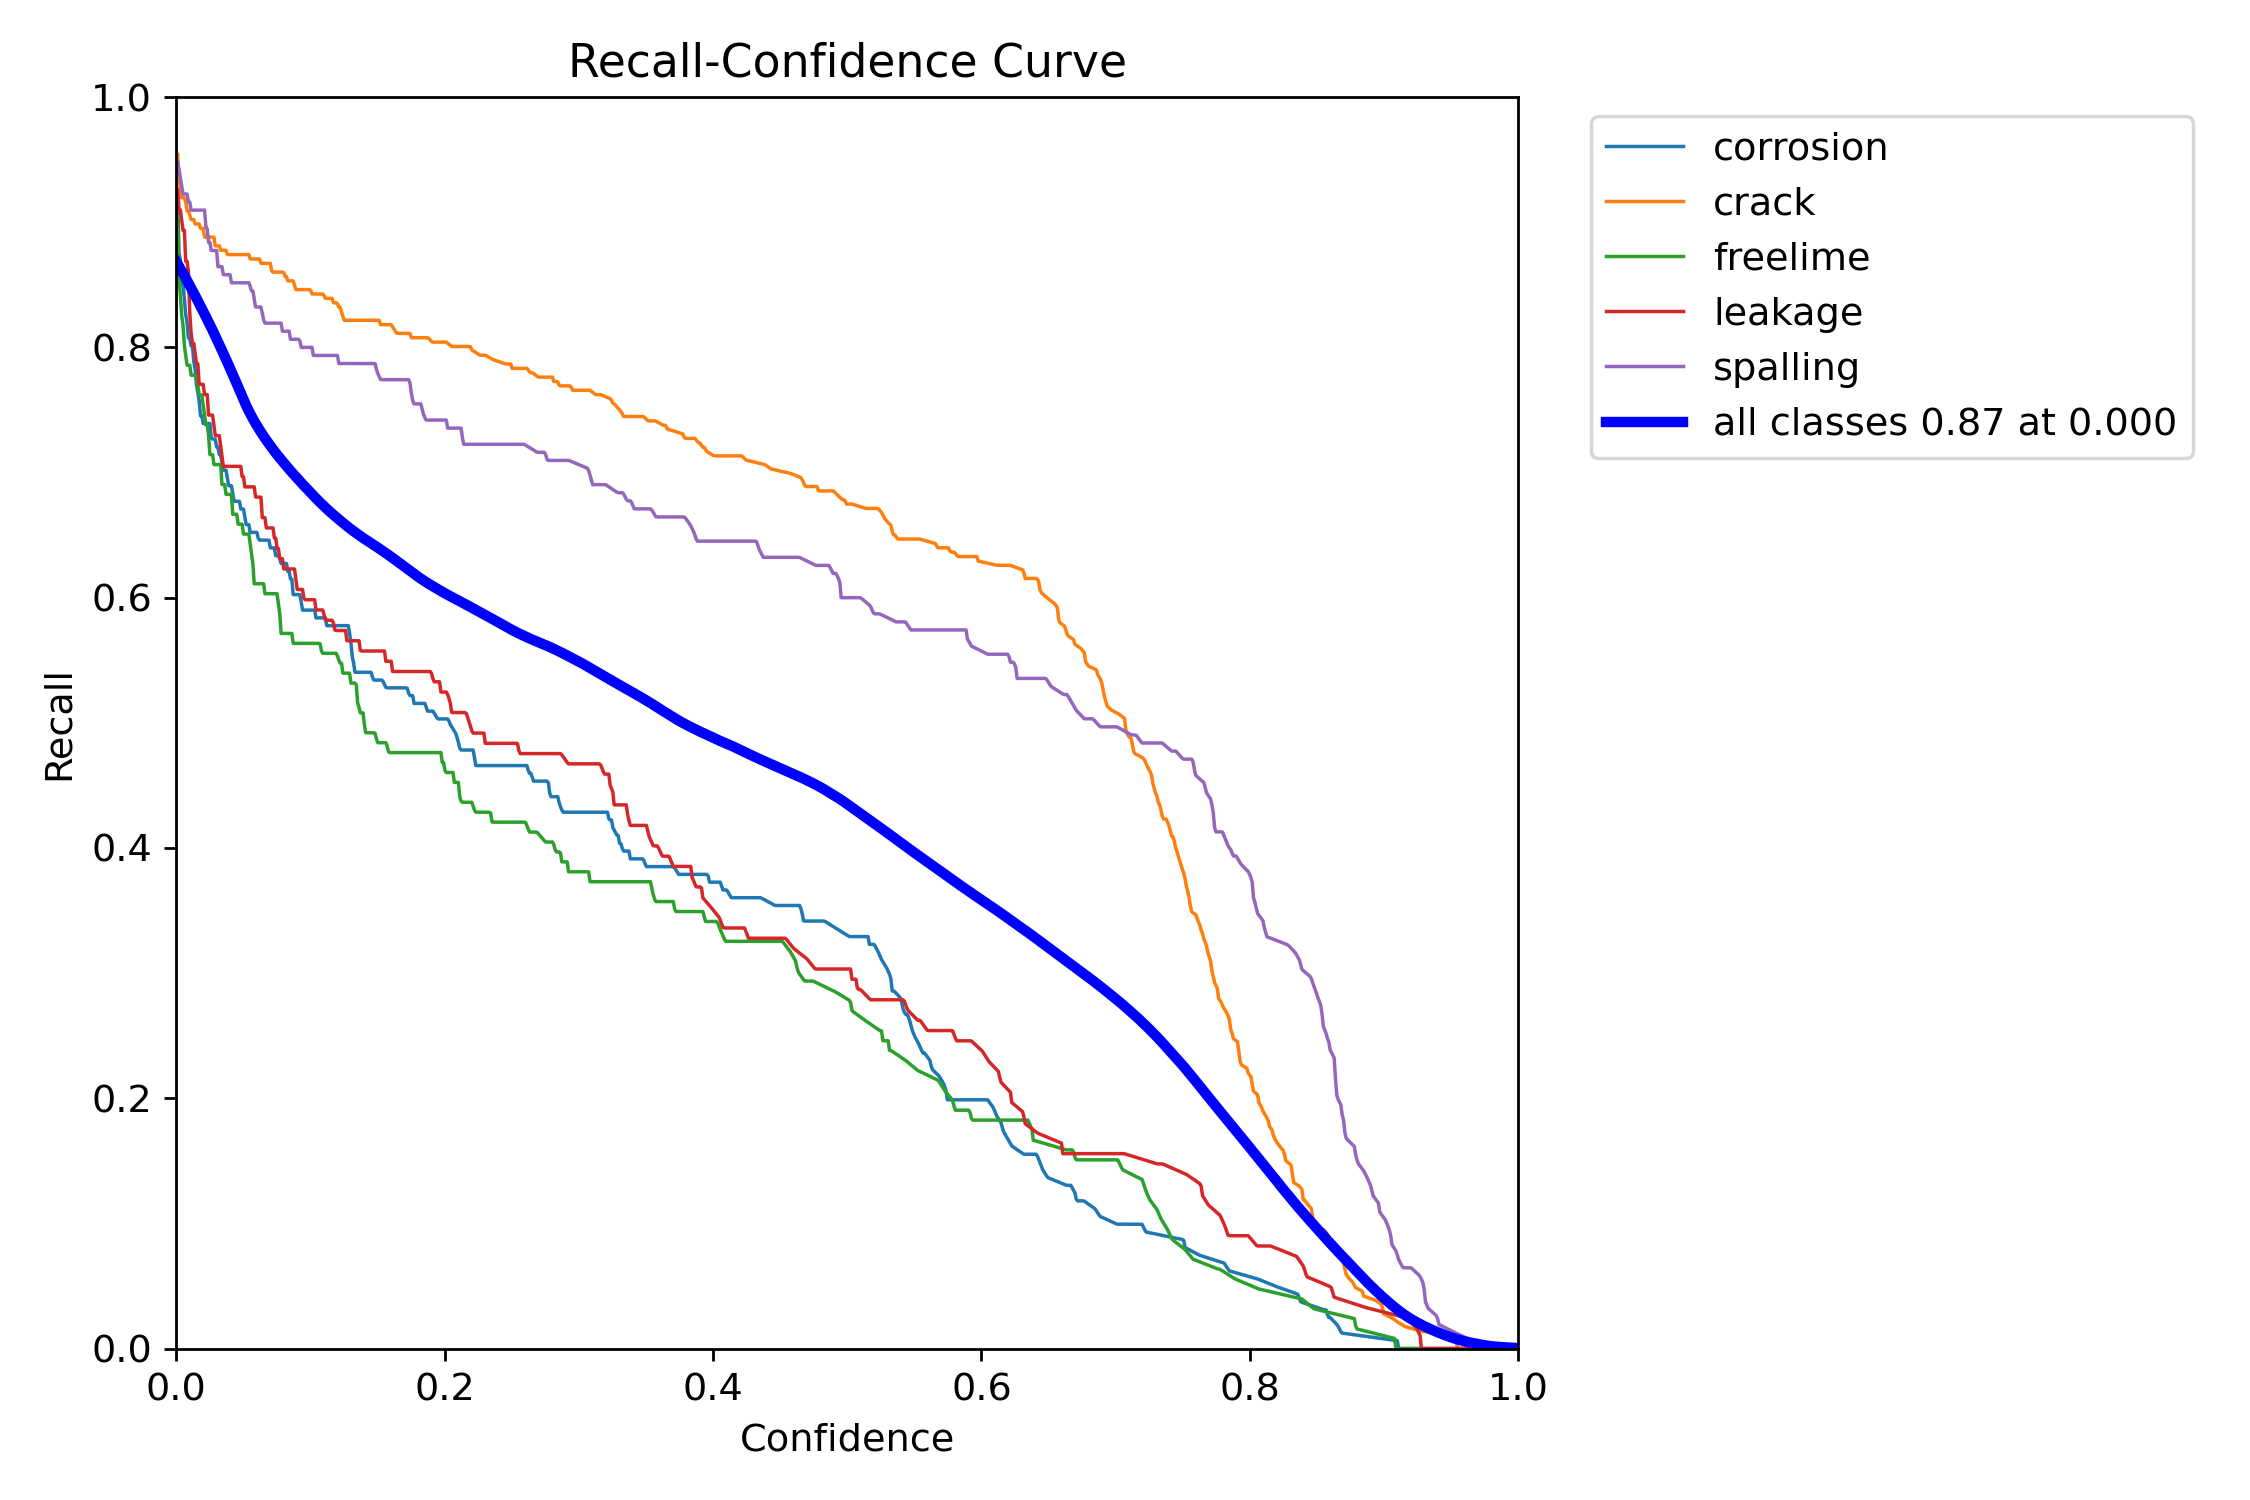 Recall-Confidence Curve
1.0
0.8
0.6
0.4
0.2
0.0
Recall
0.0 0.2 0.4 0.6 0.8 1.0
Confidence
corrosion
crack
freelime
leakage
spalling
all classes 0.87 at 0.000